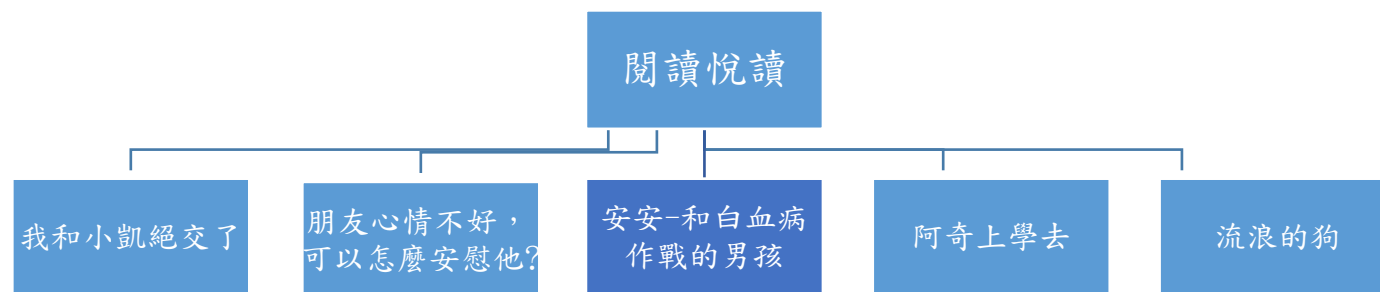 閱讀悅讀
我和小凱絕交了
朋友心情不好，
可以怎麼安慰他?
安安-和白血病
作戰的男孩
阿奇上學去
流浪的狗